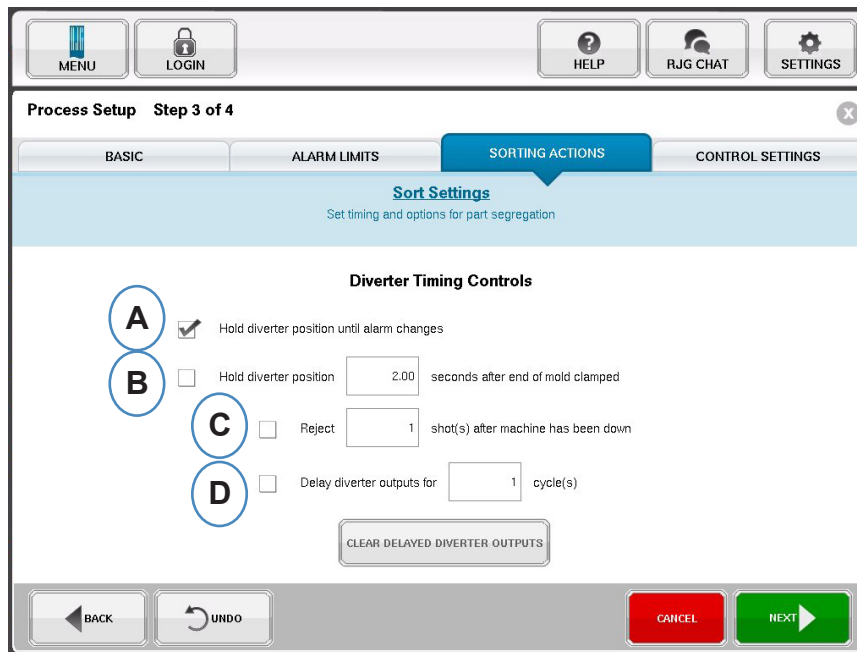 MENU
LOGIN
HELP
RJG CHAT
SETTINGS
Process Setup Step 3 of 4
X
BASIC
ALARM LIMITS
SORTING ACTIONS
CONTROL SETTINGS
Sort Settings
Set timing and options for part segregation
Diverter Timing Controls
A
Hold diverter position until alarm changes
B
Hold diverter position 2.00 seconds after end of mold clamped
C
Reject 1 shot(s) after machine has been down
D
Delay diverter outputs for 1 cycle(s)
CLEAR DELAYED DIVERTER OUTPUTS
BACK
UNDO
CANCEL
NEXT